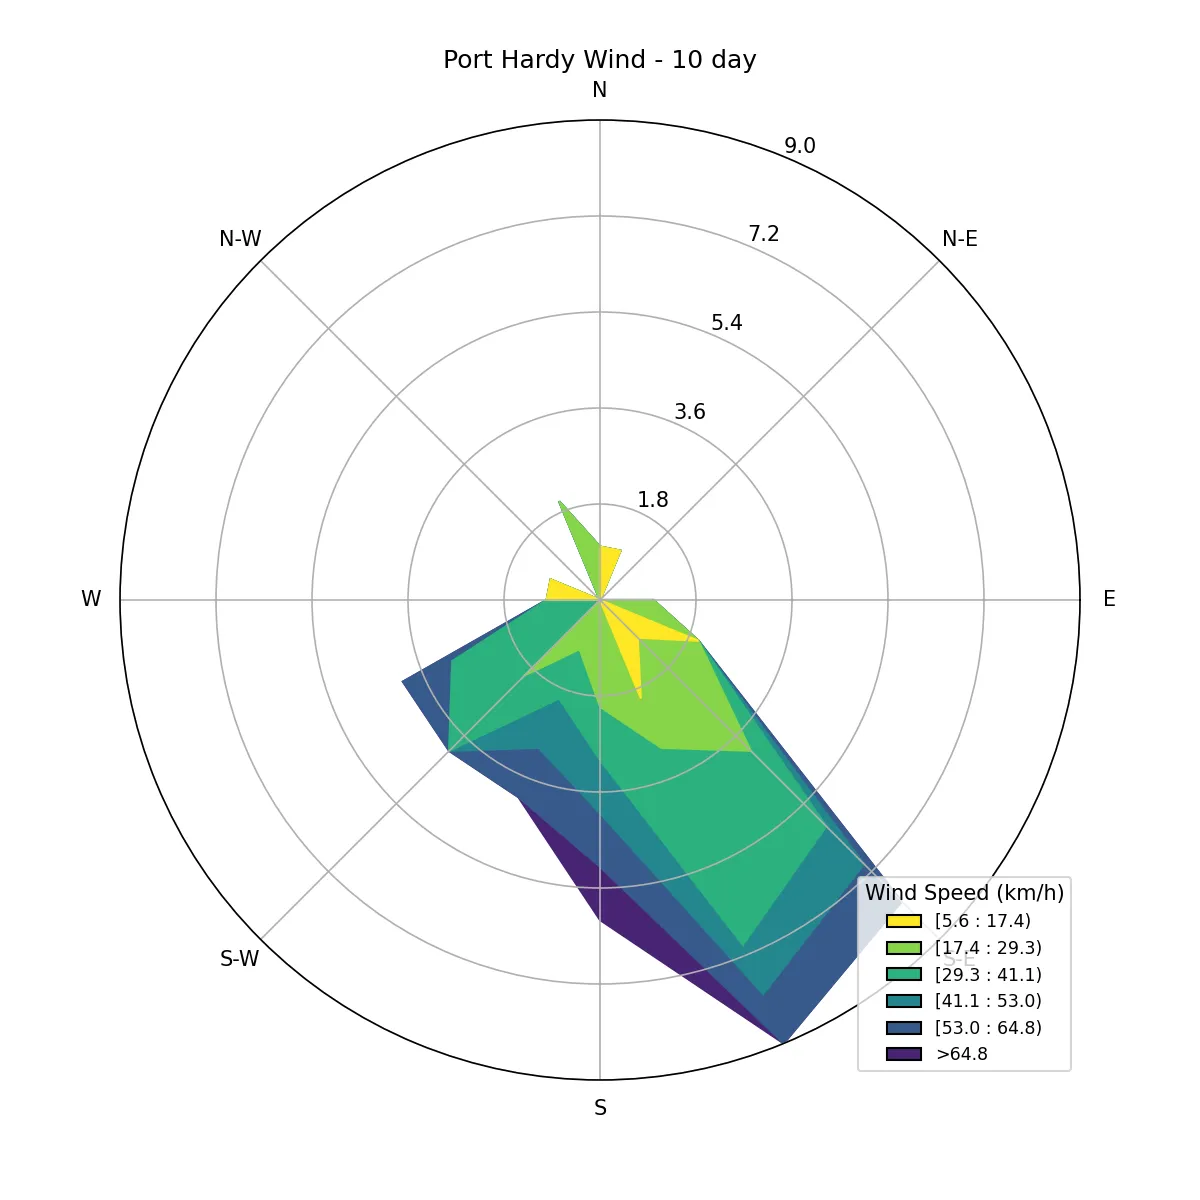 Port Hardy Wind - 10 day
N
9.0
N-W
N-E
7.2
5.4
3.6
1.8
W
E
Wind Speed (km/h)
[5.6 : 17.4)
[17.4 : 29.3)
S-W
S-E
[29.3 : 41.1)
[41.1 : 53.0)
[53.0 : 64.8)
>64.8
S